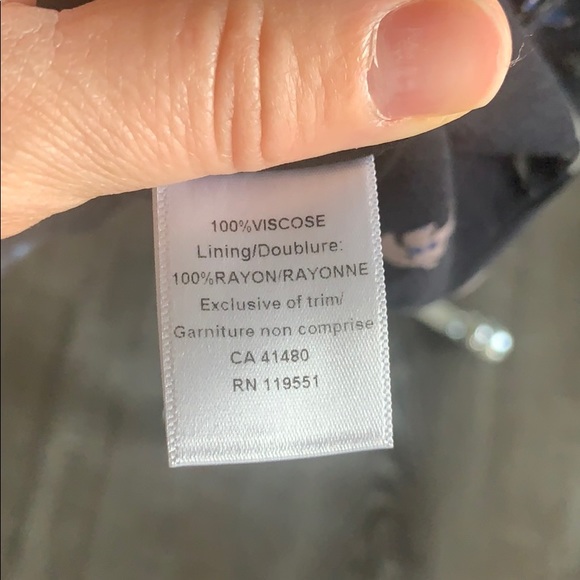 100%VISCOSE
Lining/Doublure:
100%RAYON/RAYONNE
Exclusive of trim/
Garniture non comprise
CA 41480
RN 119551